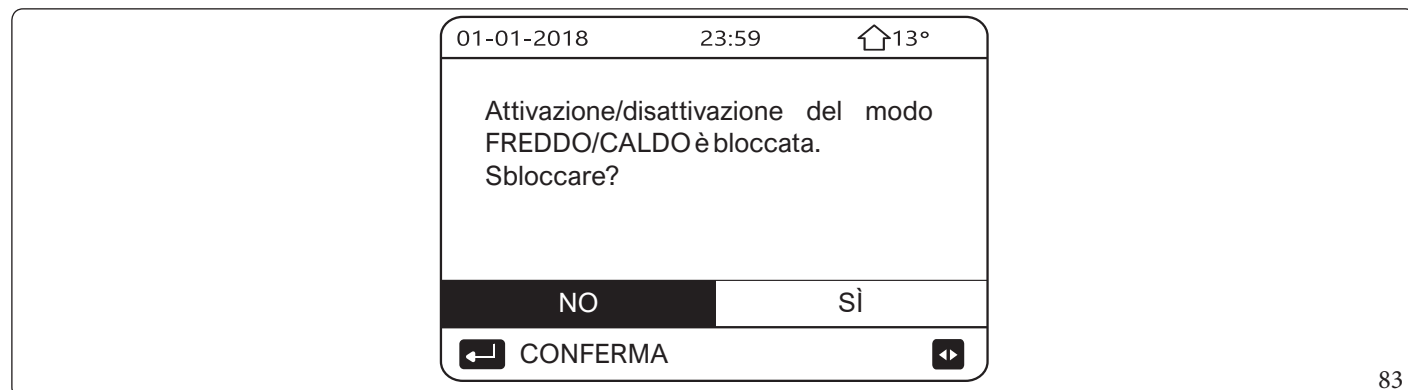 01-01-2018 23:59 13°
Attivazione/disattivazione del modo
FREDDO/CALDO è bloccata.
Sbloccare?
NO SÌ
CONFERMA
83